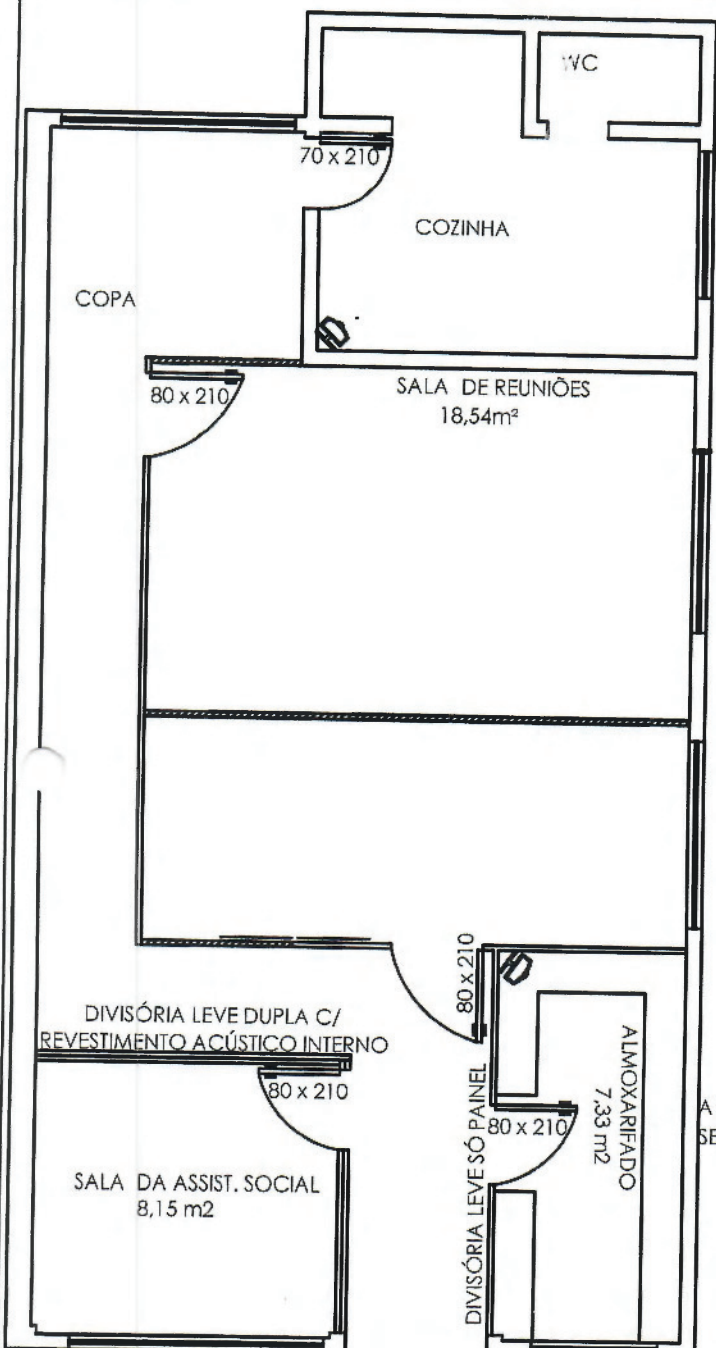 WC
70 x 210
COZINHA
COPA
80 x 210
SALA DE REUNIÕES
18,54m²
80 x 210
DIVISÓRIA LEVE DUPLA C/
REVESTIMENTO ACÚSTICO INTERNO
80 x 210
SALA DA ASSIST. SOCIAL
8,15 m2
DIVISÓRIA LEVE SÓ PAINEL
80 x 210
ALMOXARIFADO
7,33 m2
A
SE